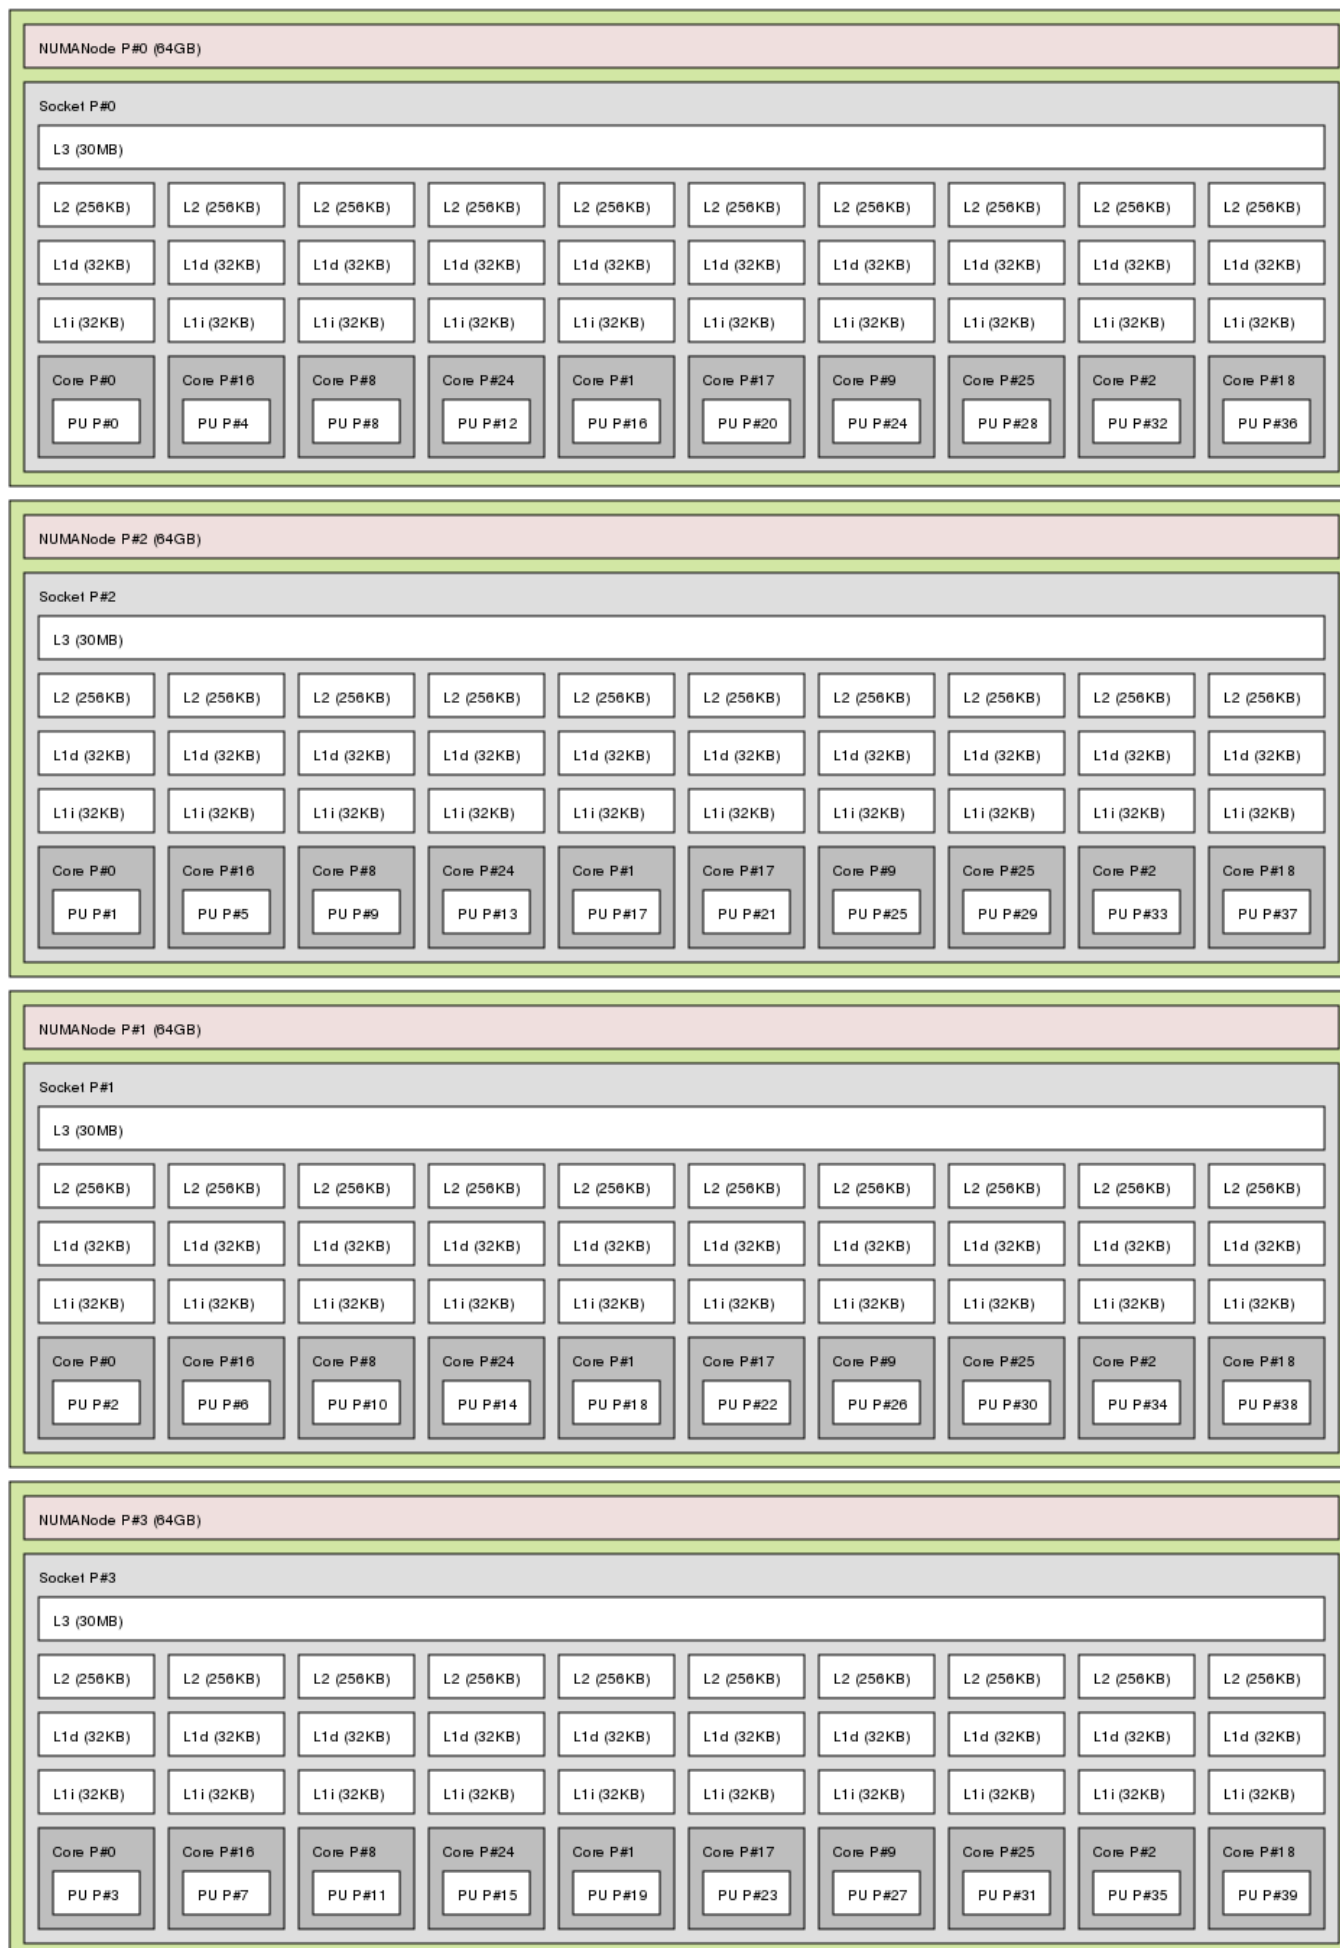 NUMANode P#0 (64GB)
Socket P#0
L3 (30MB)
L2 (256KB) L2 (256KB) L2 (256KB) L2 (256KB) L2 (256KB) L2 (256KB) L2 (256KB) L2 (256KB) L2 (256KB) L2 (256KB)
L1d (32KB) L1d (32KB) L1d (32KB) L1d (32KB) L1d (32KB) L1d (32KB) L1d (32KB) L1d (32KB) L1d (32KB) L1d (32KB)
L1i (32KB) L1i (32KB) L1i (32KB) L1i (32KB) L1i (32KB) L1i (32KB) L1i (32KB) L1i (32KB) L1i (32KB) L1i (32KB)
Core P#0 Core P#16 Core P#8 Core P#24 Core P#1 Core P#17 Core P#9 Core P#25 Core P#2 Core P#18
PU P#0 PU P#4 PU P#8 PU P#12 PU P#16 PU P#20 PU P#24 PU P#28 PU P#32 PU P#36
NUMANode P#2 (64GB)
Socket P#2
L3 (30MB)
L2 (256KB) L2 (256KB) L2 (256KB) L2 (256KB) L2 (256KB) L2 (256KB) L2 (256KB) L2 (256KB) L2 (256KB) L2 (256KB)
L1d (32KB) L1d (32KB) L1d (32KB) L1d (32KB) L1d (32KB) L1d (32KB) L1d (32KB) L1d (32KB) L1d (32KB) L1d (32KB)
L1i (32KB) L1i (32KB) L1i (32KB) L1i (32KB) L1i (32KB) L1i (32KB) L1i (32KB) L1i (32KB) L1i (32KB) L1i (32KB)
Core P#0 Core P#16 Core P#8 Core P#24 Core P#1 Core P#17 Core P#9 Core P#25 Core P#2 Core P#18
PU P#1 PU P#5 PU P#9 PU P#13 PU P#17 PU P#21 PU P#25 PU P#29 PU P#33 PU P#37
NUMANode P#1 (64GB)
Socket P#1
L3 (30MB)
L2 (256KB) L2 (256KB) L2 (256KB) L2 (256KB) L2 (256KB) L2 (256KB) L2 (256KB) L2 (256KB) L2 (256KB) L2 (256KB)
L1d (32KB) L1d (32KB) L1d (32KB) L1d (32KB) L1d (32KB) L1d (32KB) L1d (32KB) L1d (32KB) L1d (32KB) L1d (32KB)
L1i (32KB) L1i (32KB) L1i (32KB) L1i (32KB) L1i (32KB) L1i (32KB) L1i (32KB) L1i (32KB) L1i (32KB) L1i (32KB)
Core P#0 Core P#16 Core P#8 Core P#24 Core P#1 Core P#17 Core P#9 Core P#25 Core P#2 Core P#18
PU P#2 PU P#6 PU P#10 PU P#14 PU P#18 PU P#22 PU P#26 PU P#30 PU P#34 PU P#38
NUMANode P#3 (64GB)
Socket P#3
L3 (30MB)
L2 (256KB) L2 (256KB) L2 (256KB) L2 (256KB) L2 (256KB) L2 (256KB) L2 (256KB) L2 (256KB) L2 (256KB) L2 (256KB)
L1d (32KB) L1d (32KB) L1d (32KB) L1d (32KB) L1d (32KB) L1d (32KB) L1d (32KB) L1d (32KB) L1d (32KB) L1d (32KB)
L1i (32KB) L1i (32KB) L1i (32KB) L1i (32KB) L1i (32KB) L1i (32KB) L1i (32KB) L1i (32KB) L1i (32KB) L1i (32KB)
Core P#0 Core P#16 Core P#8 Core P#24 Core P#1 Core P#17 Core P#9 Core P#25 Core P#2 Core P#18
PU P#3 PU P#7 PU P#11 PU P#15 PU P#19 PU P#23 PU P#27 PU P#31 PU P#35 PU P#39